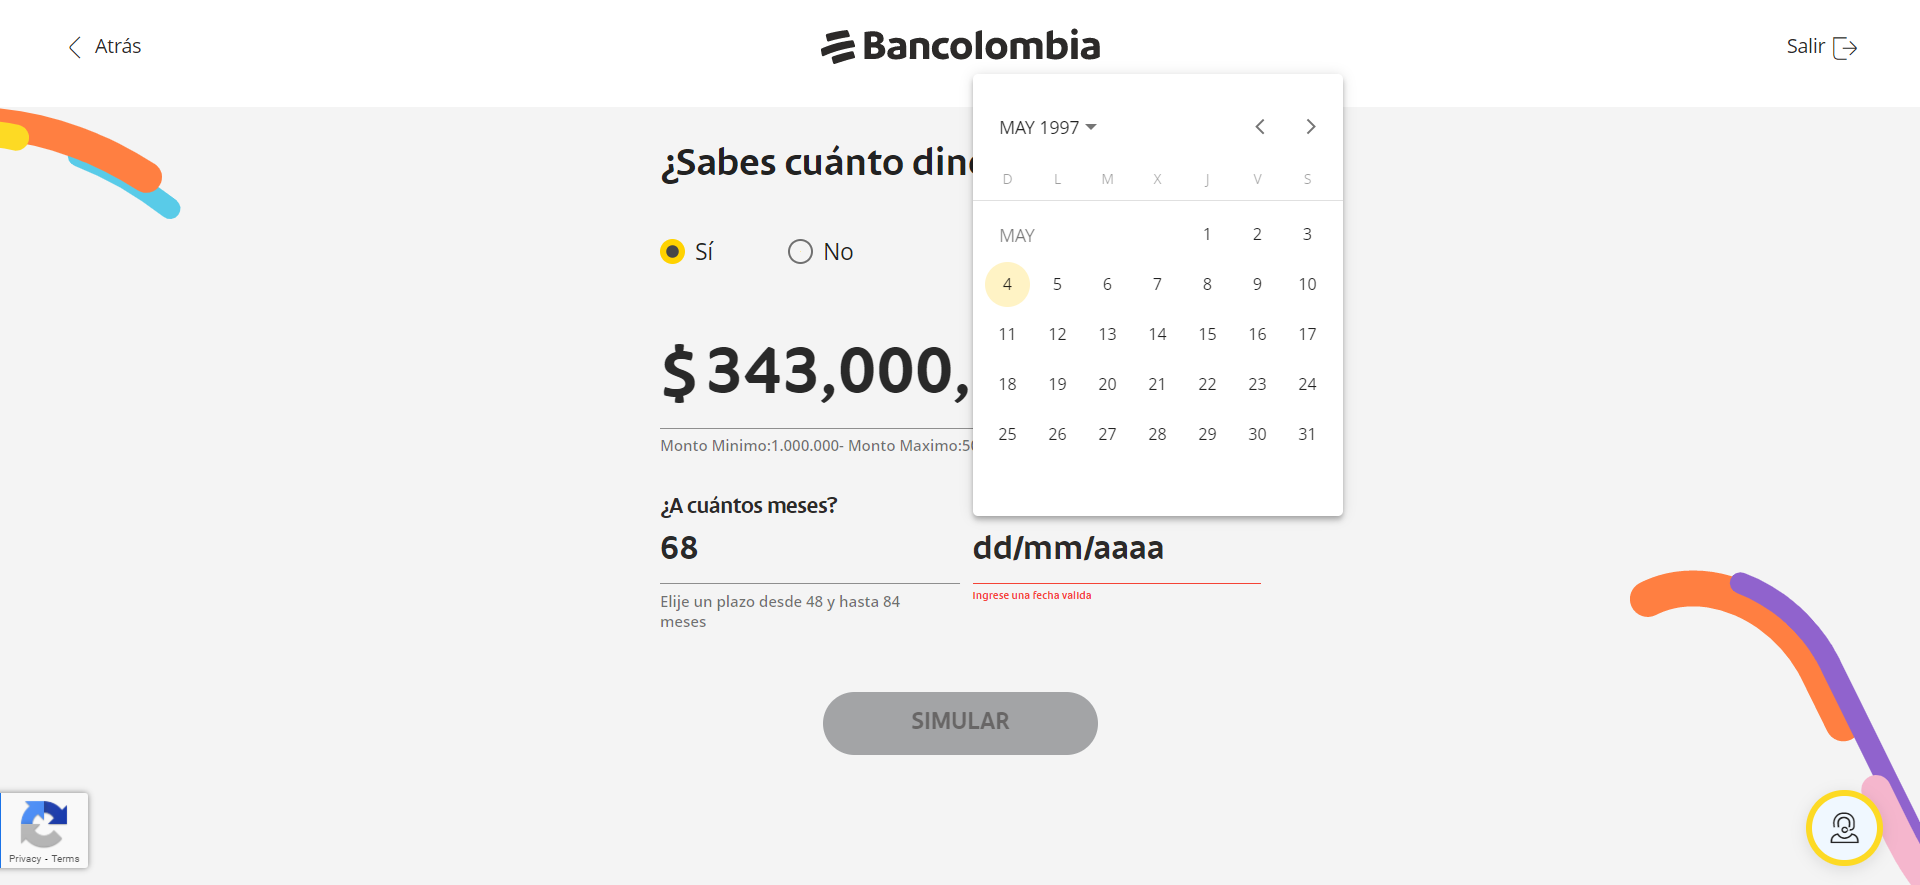 Atrás
Bancolombia
Salir
MAY 1997
D L M X J V S
MAY 1 2 3
4 5 6 7 8 9 10
11 12 13 14 15 16 17
18 19 20 21 22 23 24
25 26 27 28 29 30 31
¿Sabes cuánto
Sí
No
$ 343,000,
Monto Minimo:1.000.000- Monto Maximo:
¿A cuántos meses?
68
Elije un plazo desde 48 y hasta 84
meses
dd/mm/aaaa
Ingrese una fecha valida
SIMULAR
Privacy - Terms